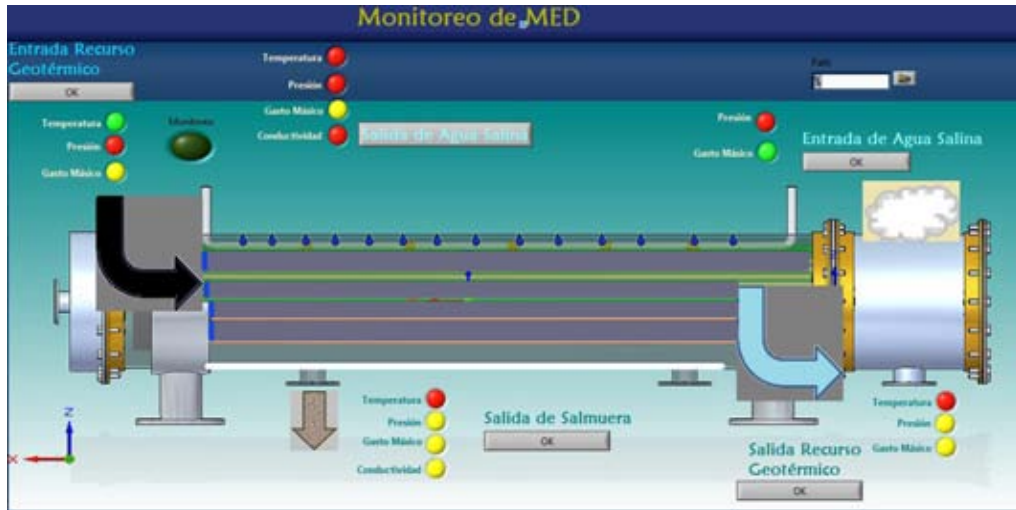 Monitoreo de MED
Entrada Recurso
Geotérmico
OK
Temperatura
Presión
Gasto Másico
Temperatura
Presión
Gasto Másico
Conductividad
Salida de Agua Salina
Path
Presión
Gasto Másico
Entrada de Agua Salina
OK
Temperatura
Presión
Gasto Másico
Conductividad
Salida de Salmuera
OK
Temperatura
Presión
Gasto Másico
Salida Recurso
Geotérmico
OK
Z
X